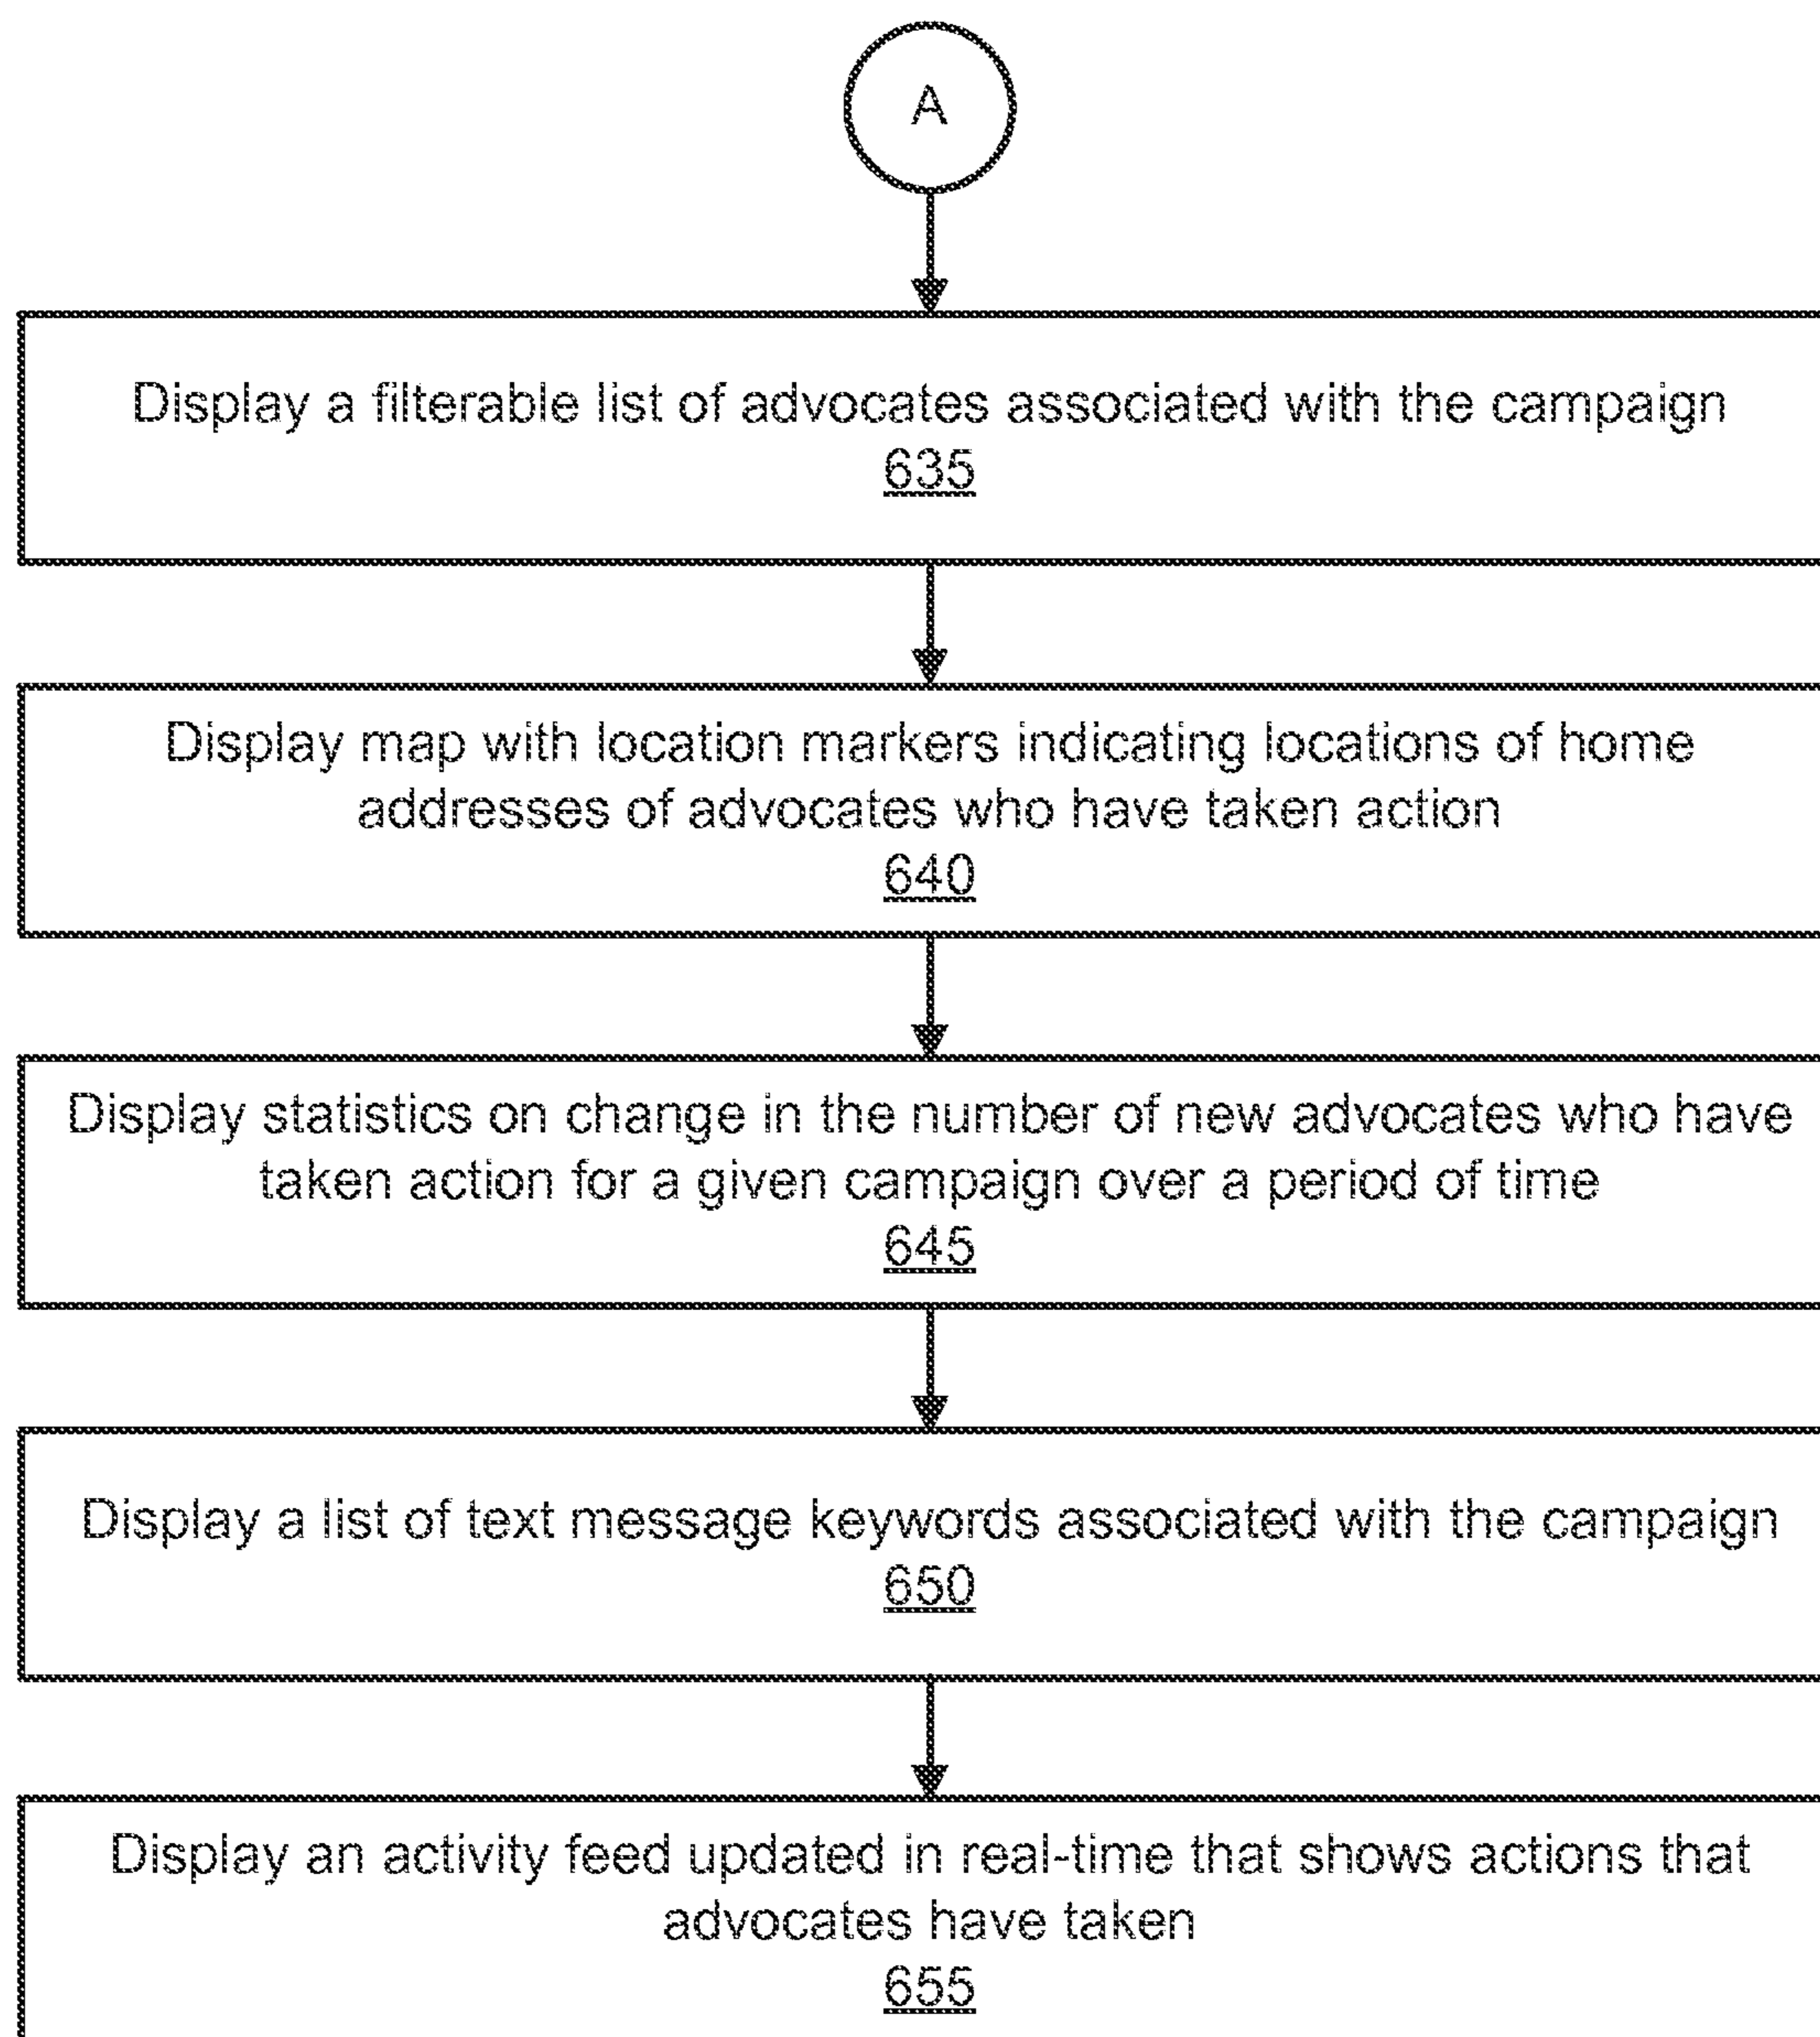 A
Display a filterable list of advocates associated with the campaign
635
Display map with location markers indicating locations of home
addresses of advocates who have taken action
640
Display statistics on change in the number of new advocates who have
taken action for a given campaign over a period of time
645
Display a list of text message keywords associated with the campaign
650
Display an activity feed updated in real-time that shows actions that
advocates have taken
655